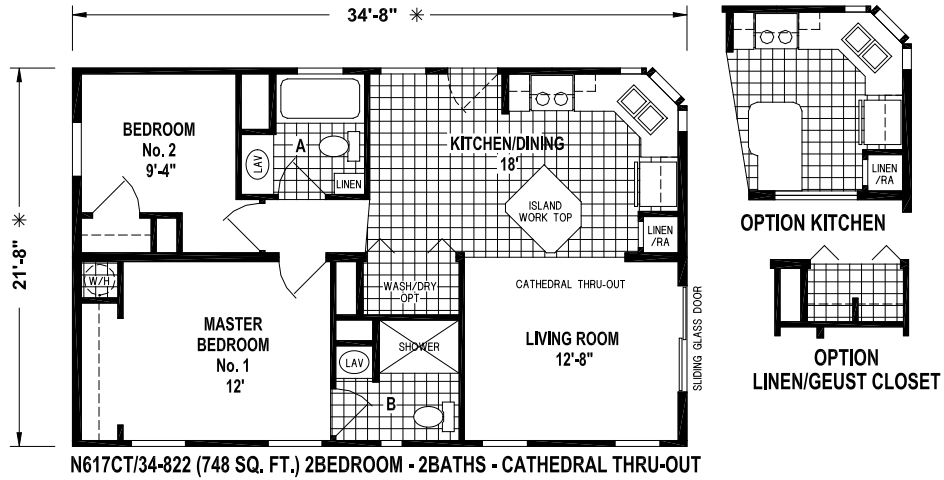 34'-8" *
21'-8" *
BEDROOM
No. 2
9'-4"
LAV
A
LINEN
KITCHEN/DINING
18'
ISLAND
WORK TOP
LINEN
/RA
W/H
MASTER
BEDROOM
No. 1
12'
WASH/DRY
OPT
SHOWER
LAV
B
CATHEDRAL THRU-OUT
LIVING ROOM
12'-8"
SLIDING GLASS DOOR
LINEN
/RA
OPTION KITCHEN
OPTION
LINEN/GEUST CLOSET
N617CT/34-822 (748 SQ. FT.) 2BEDROOM - 2BATHS - CATHEDRAL THRU-OUT